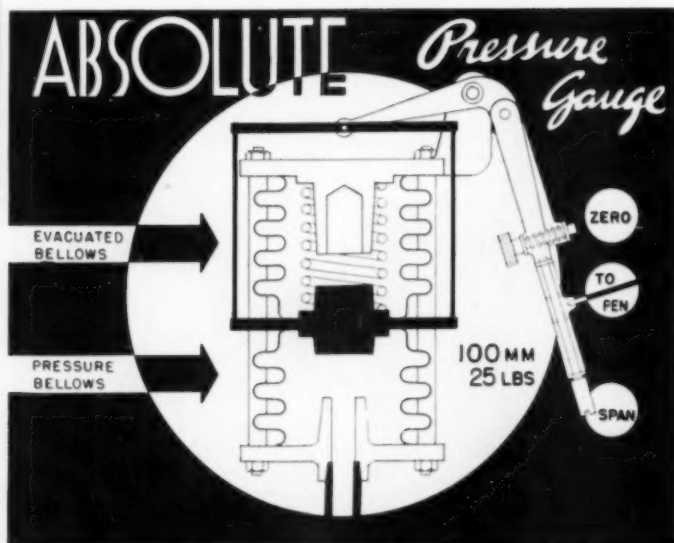 ABSOLUTE
Pressure
Gauge
EVACUATED
BELLOWS
PRESSURE
BELLOWS
100 MM
25 LBS
ZERO
TO
PEN
SPAN